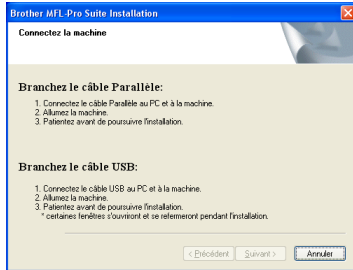 Brother MFL-Pro Suite Installation
Connectez la machine
Branchez le câble Parallèle:
1. Connectez le câble Parallèle au PC et à la machine.
2. Allumez la machine.
3. Patientez avant de poursuivre l'installation.
Branchez le câble USB:
1. Connectez le câble USB au PC et à la machine.
2. Allumez la machine.
3. Patientez avant de poursuivre l'installation.
* certaines fenêtres s'ouvriront et se refermeront pendant l'installation.
< Précédent Suivant > Annuler